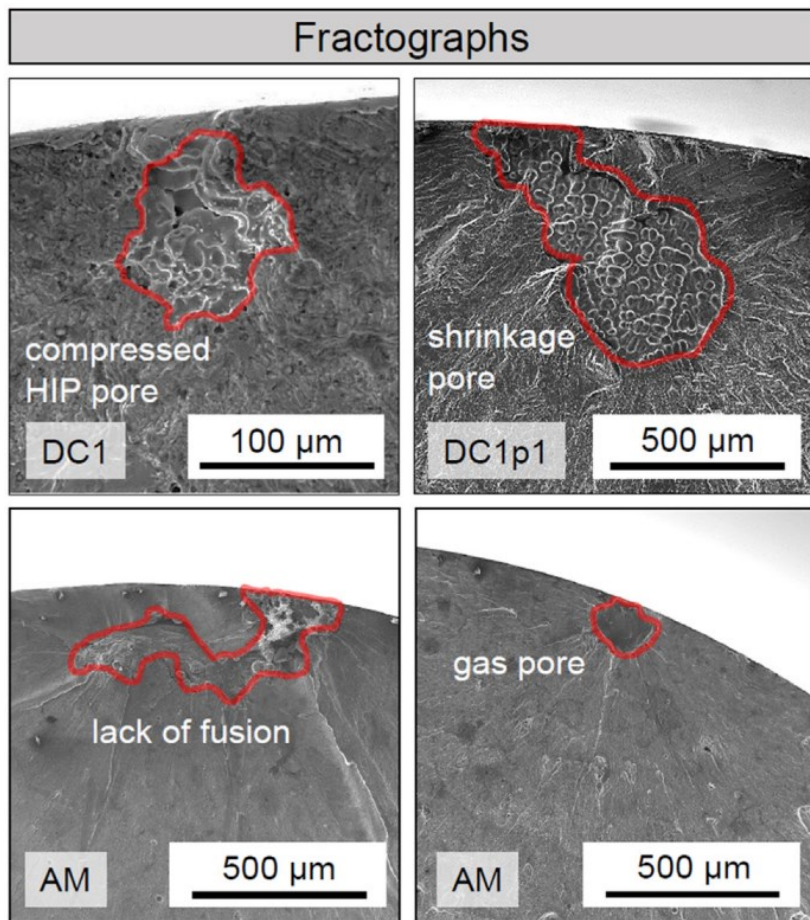 Fractographs
compressed
HIP pore
DC1
100 µm
shrinkage
pore
DC1p1
500 µm
lack of fusion
AM
500 µm
gas pore
AM
500 µm